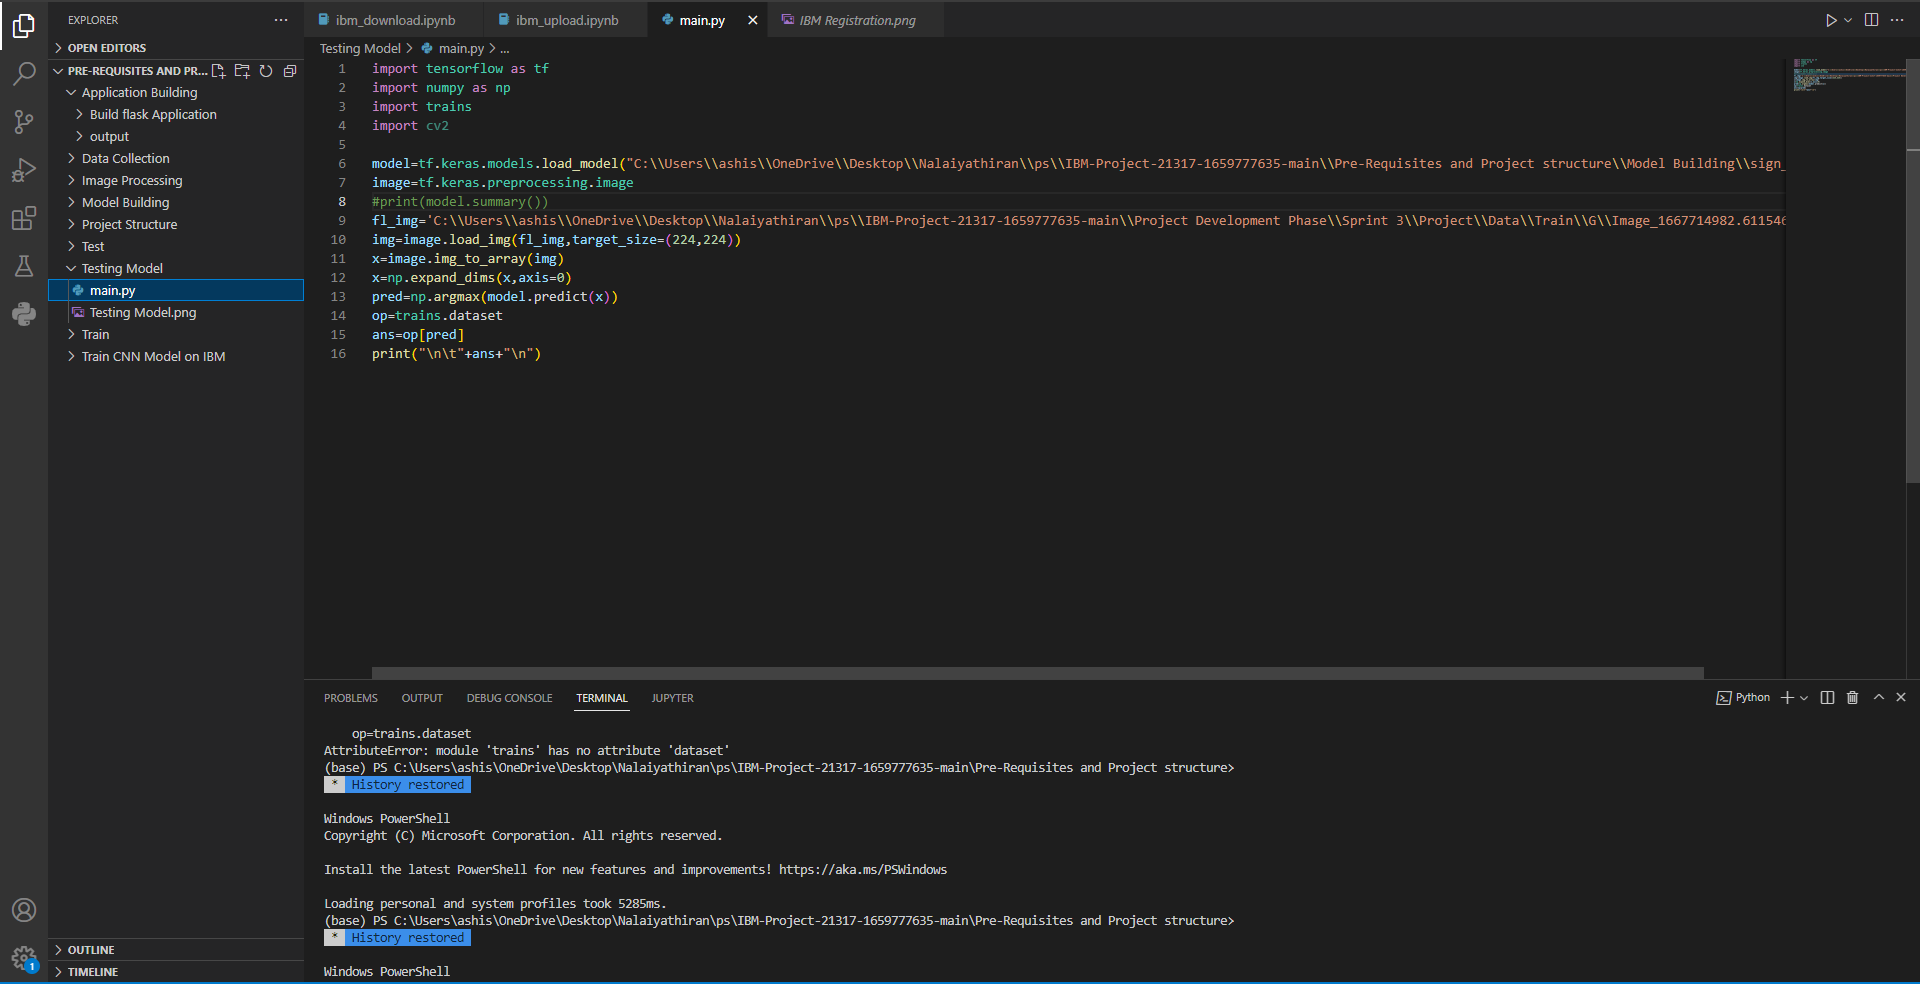 EXPLORER
OPEN EDITORS
PRE-REQUISITES AND PR...
Application Building
Build flask Application
output
Data Collection
Image Processing
Model Building
Project Structure
Test
Testing Model
main.py
Testing Model.png
Train
Train CNN Model on IBM
OUTLINE
TIMELINE
1
ibm_download.ipynb
ibm_upload.ipynb
main.py
IBM Registration.png
Testing Model > main.py > ...
1 import tensorflow as tf
2 import numpy as np
3 import trains
4 import cv2
5
6 model=tf.keras.models.load_model("C:\\Users\\ashis\\OneDrive\\Desktop\\Nalaiyathiran\\ps\\IBM-Project-21317-1659777635-main\\Pre-Requisites and Project structure\\Model Building\\sign_
7 image=tf.keras.preprocessing.image
8 #print(model.summary())
9 fl_img='C:\\Users\\ashis\\OneDrive\\Desktop\\Nalaiyathiran\\ps\\IBM-Project-21317-1659777635-main\\Project Development Phase\\Sprint 3\\Project\\Data\\Train\\G\\Image_1667714982.611546
10 img=image.load_img(fl_img,target_size=(224,224))
11 x=image.img_to_array(img)
12 x=np.expand_dims(x,axis=0)
13 pred=np.argmax(model.predict(x))
14 op=trains.dataset
15 ans=op[pred]
16 print("\n\t"+ans+"\n")
PROBLEMS OUTPUT DEBUG CONSOLE TERMINAL JUPYTER
Python
op=trains.dataset
AttributeError: module 'trains' has no attribute 'dataset'
(base) PS C:\Users\ashis\OneDrive\Desktop\Nalaiyathiran\ps\IBM-Project-21317-1659777635-main\Pre-Requisites and Project structure>
* History restored
Windows PowerShell
Copyright (C) Microsoft Corporation. All rights reserved.
Install the latest PowerShell for new features and improvements! https://aka.ms/PSWindows
Loading personal and system profiles took 5285ms.
(base) PS C:\Users\ashis\OneDrive\Desktop\Nalaiyathiran\ps\IBM-Project-21317-1659777635-main\Pre-Requisites and Project structure>
* History restored
Windows PowerShell